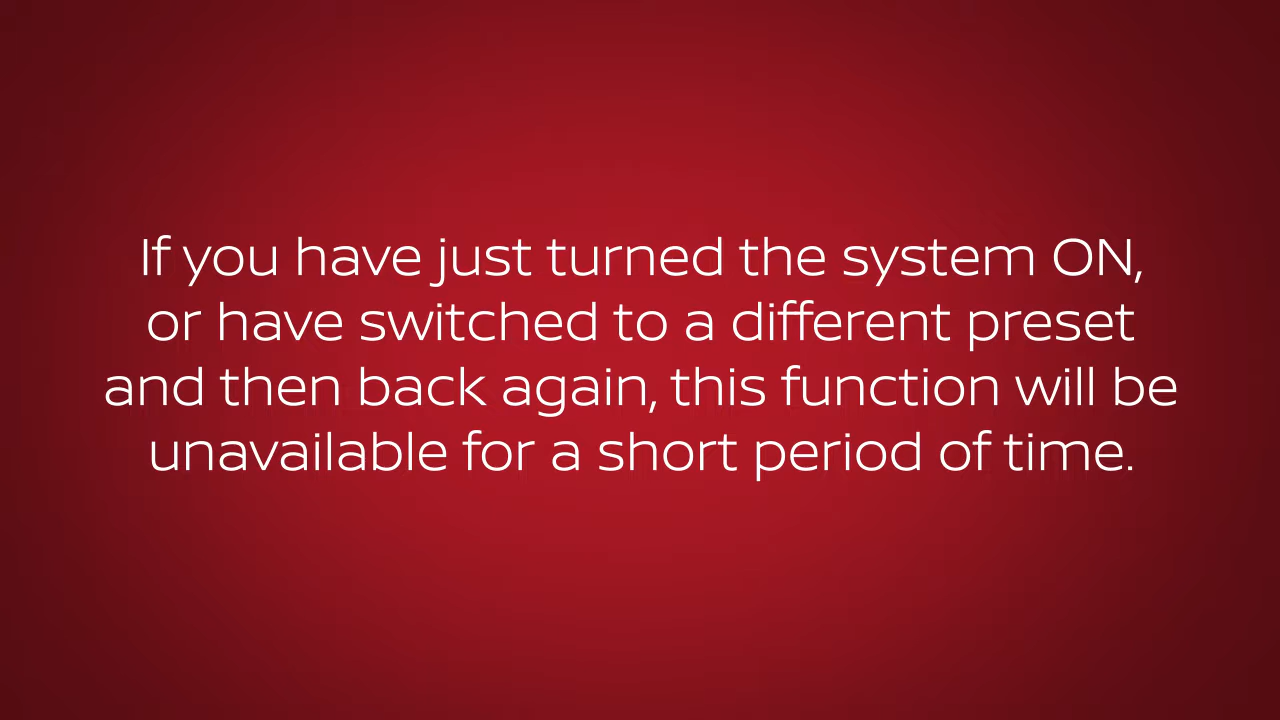 If you have just turned the system ON,
or have switched to a different preset
and then back again, this function will be
unavailable for a short period of time.